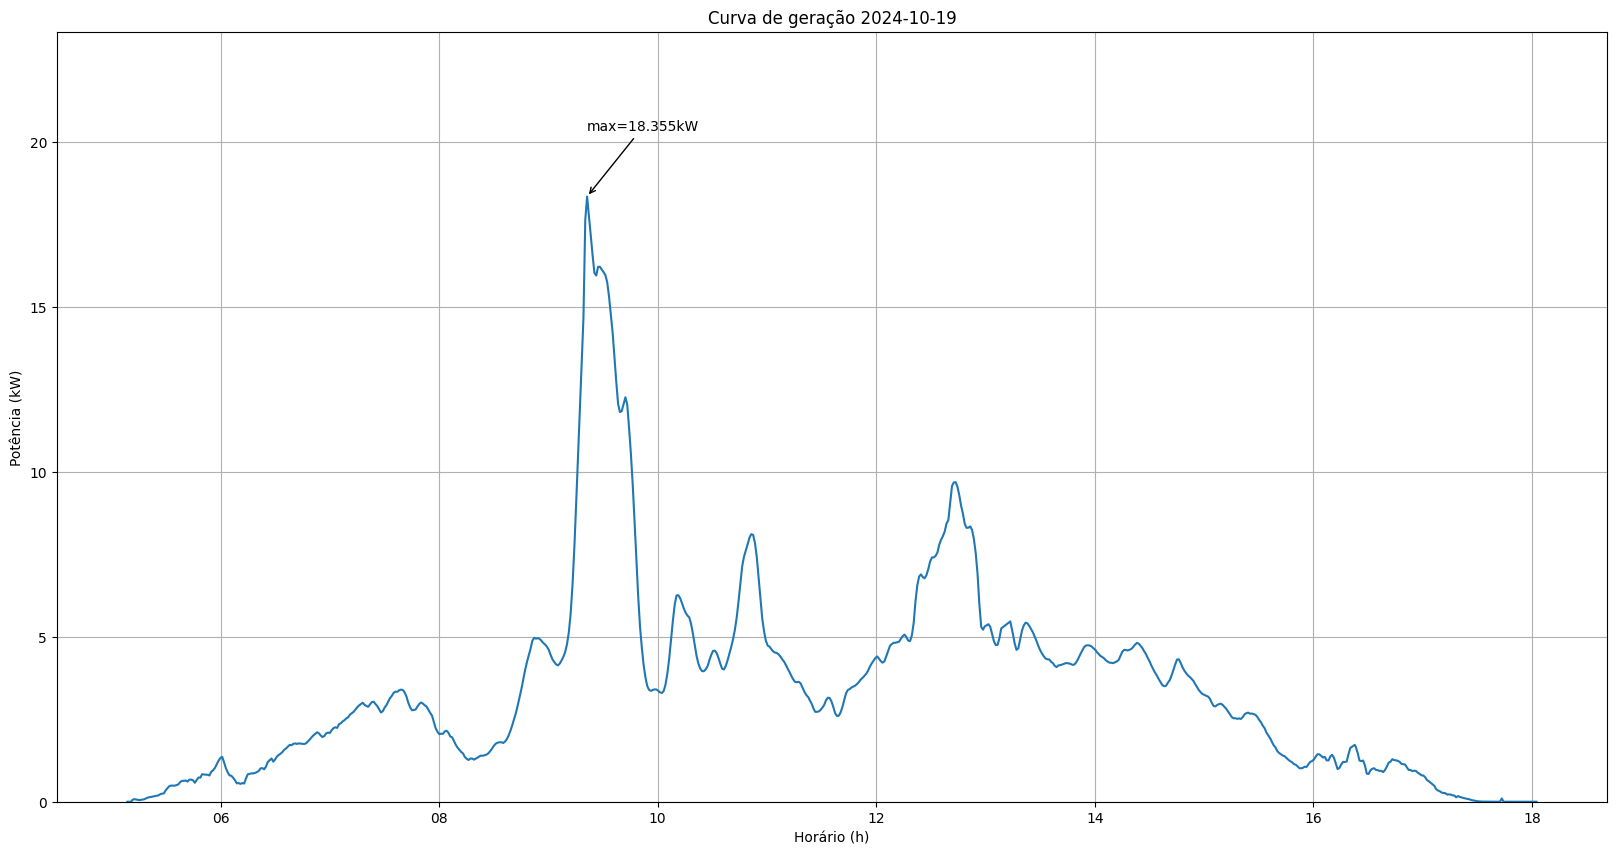 Curva de geração 2024-10-19
max=18.355kW
Potência (kW)
20
15
10
5
0
06 08 10 12 14 16 18
Horário (h)